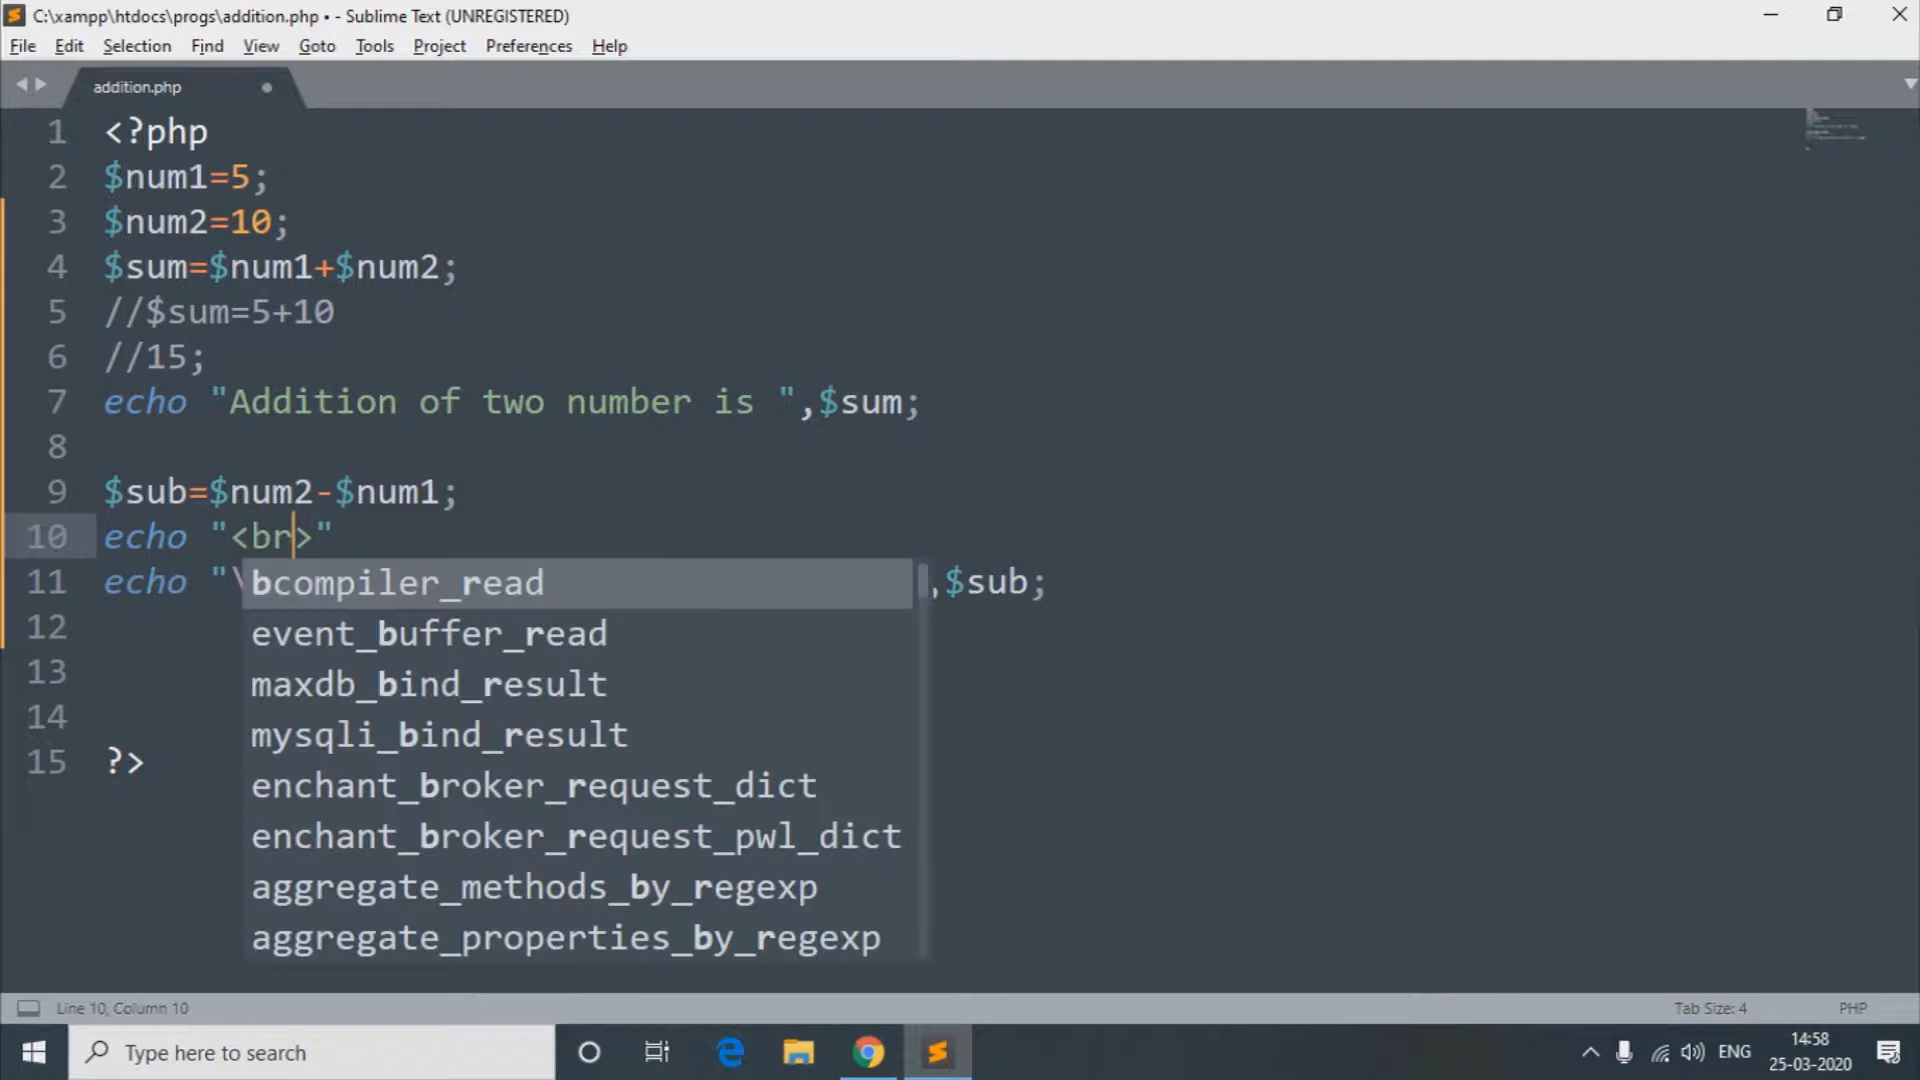 C:\xampp\htdocs\progs\addition.php • - Sublime Text (UNREGISTERED)
File Edit Selection Find View Goto Tools Project Preferences Help
addition.php
1 <?php
2 $num1=5;
3 $num2=10;
4 $sum=$num1+$num2;
5 //$sum=5+10
6 //15;
7 echo "Addition of two number is ",$sum;
8
9 $sub=$num2-$num1;
10 echo "<br>"
11 echo "\ ,$sub;
bcompiler_read
12
event_buffer_read
13
maxdb_bind_result
14
mysqli_bind_result
15 ?>
enchant_broker_request_dict
enchant_broker_request_pwl_dict
aggregate_methods_by_regexp
aggregate_properties_by_regexp
Line 10, Column 10 Tab Size: 4 PHP
Type here to search
ENG
14:58
25-03-2020